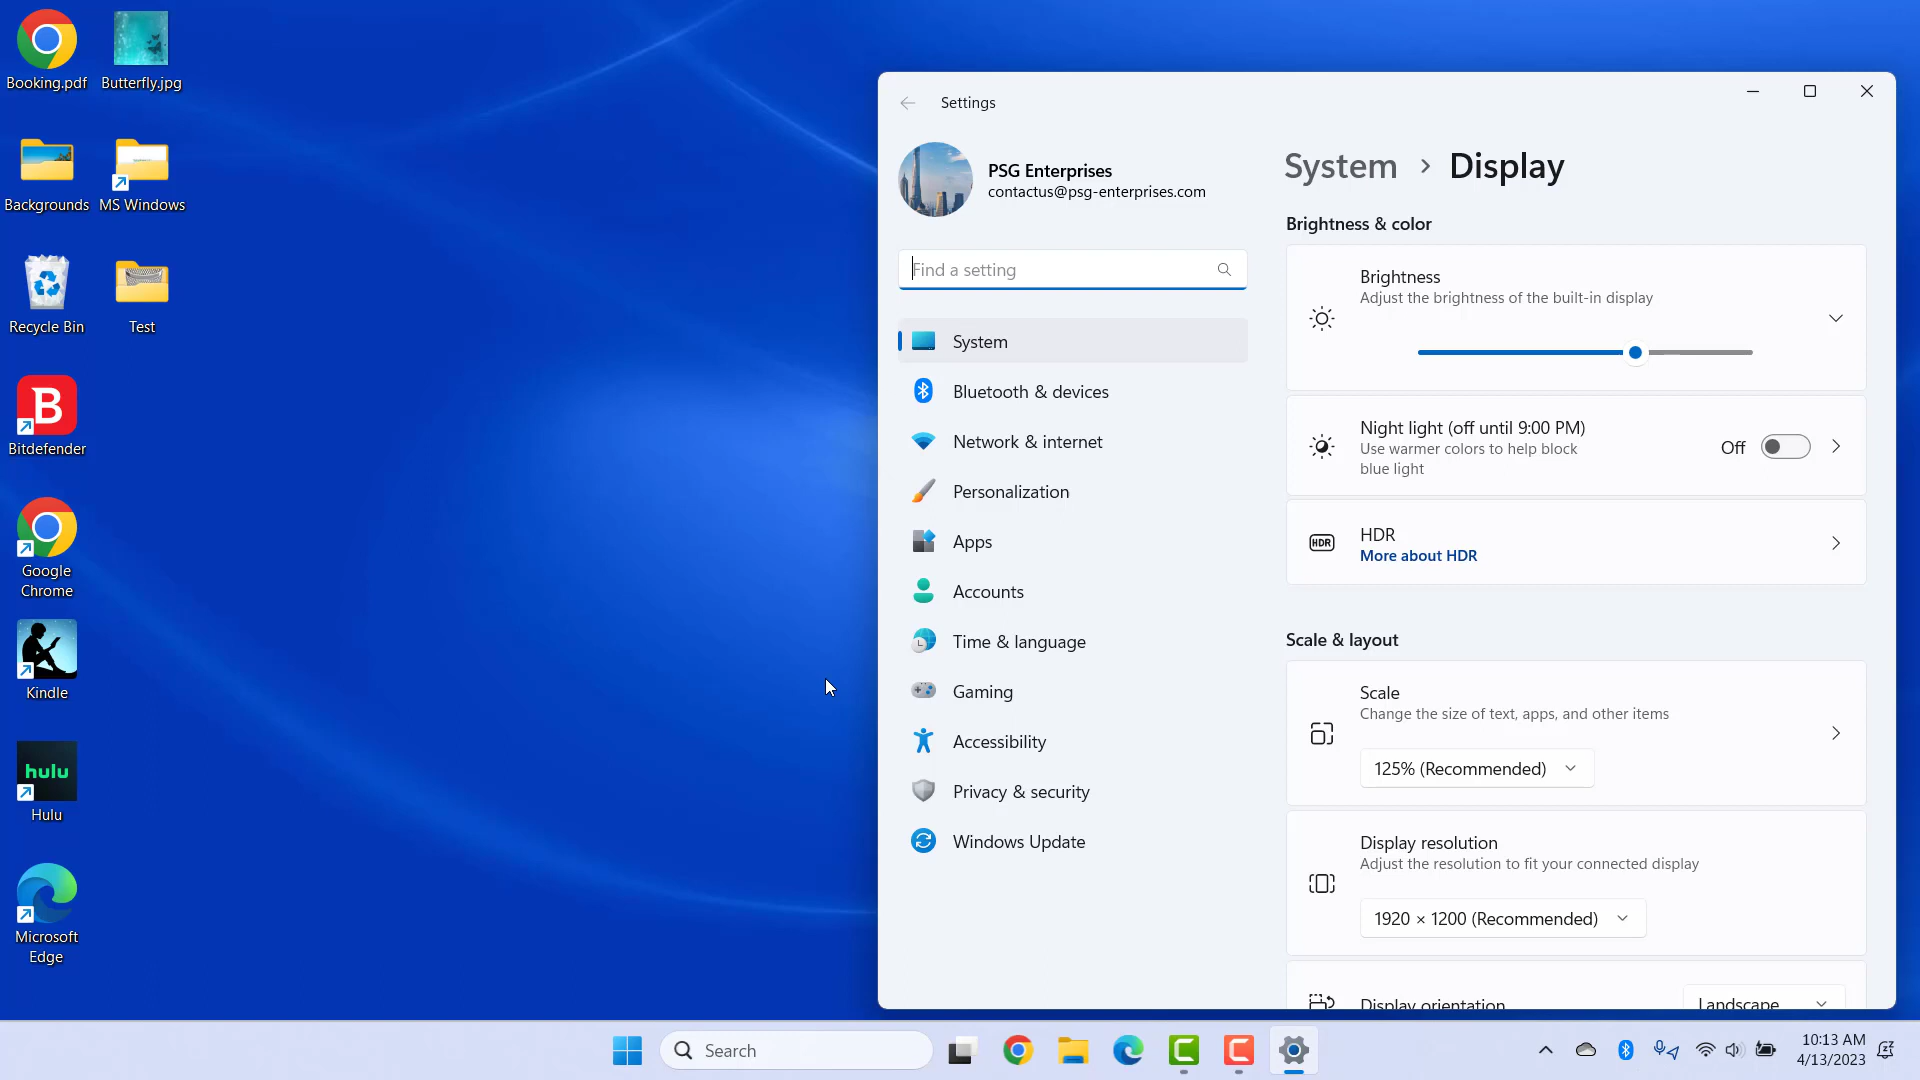 Booking.pdf
Butterfly.jpg
Backgrounds
MS Windows
Recycle Bin
Test
B
Bitdefender
Google
Chrome
Kindle
hulu
Hulu
Microsoft
Edge
Settings
PSG Enterprises
contactus@psg-enterprises.com
Find a setting
System
Bluetooth & devices
Network & internet
Personalization
Apps
Accounts
Time & language
Gaming
Accessibility
Privacy & security
Windows Update
System > Display
Brightness & color
Brightness
Adjust the brightness of the built-in display
Night light (off until 9:00 PM)
Use warmer colors to help block
blue light
Off
HDR
HDR
More about HDR
Scale & layout
Scale
Change the size of text, apps, and other items
125% (Recommended)
Display resolution
Adjust the resolution to fit your connected display
1920 × 1200 (Recommended)
Display orientation
Landscape
Search
10:13 AM
4/13/2023